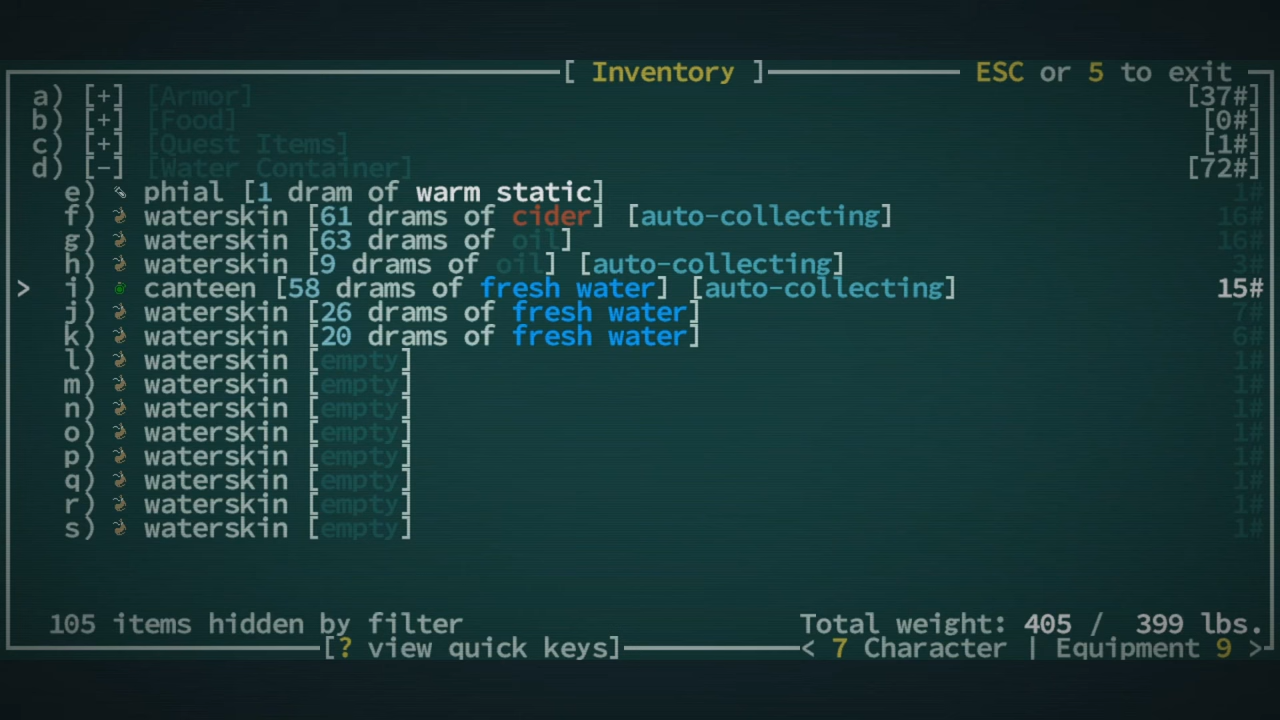 [ Inventory ] ESC or 5 to exit
a) [+] [Armor] [37#]
b) [+] [Food] [0#]
c) [+] [Quest Items] [1#]
d) [-] [Water Container] [72#]
e) phial [1 dram of warm static] 1#
f) waterskin [61 drams of cider] [auto-collecting] 16#
g) waterskin [63 drams of oil] 16#
h) waterskin [9 drams of oil] [auto-collecting] 3#
> i) canteen [58 drams of fresh water] [auto-collecting] 15#
j) waterskin [26 drams of fresh water] 7#
k) waterskin [20 drams of fresh water] 6#
l) waterskin [empty] 1#
m) waterskin [empty] 1#
n) waterskin [empty] 1#
o) waterskin [empty] 1#
p) waterskin [empty] 1#
q) waterskin [empty] 1#
r) waterskin [empty] 1#
s) waterskin [empty] 1#
105 items hidden by filter Total weight: 405 / 399 lbs.
[? view quick keys] < 7 Character | Equipment 9 >